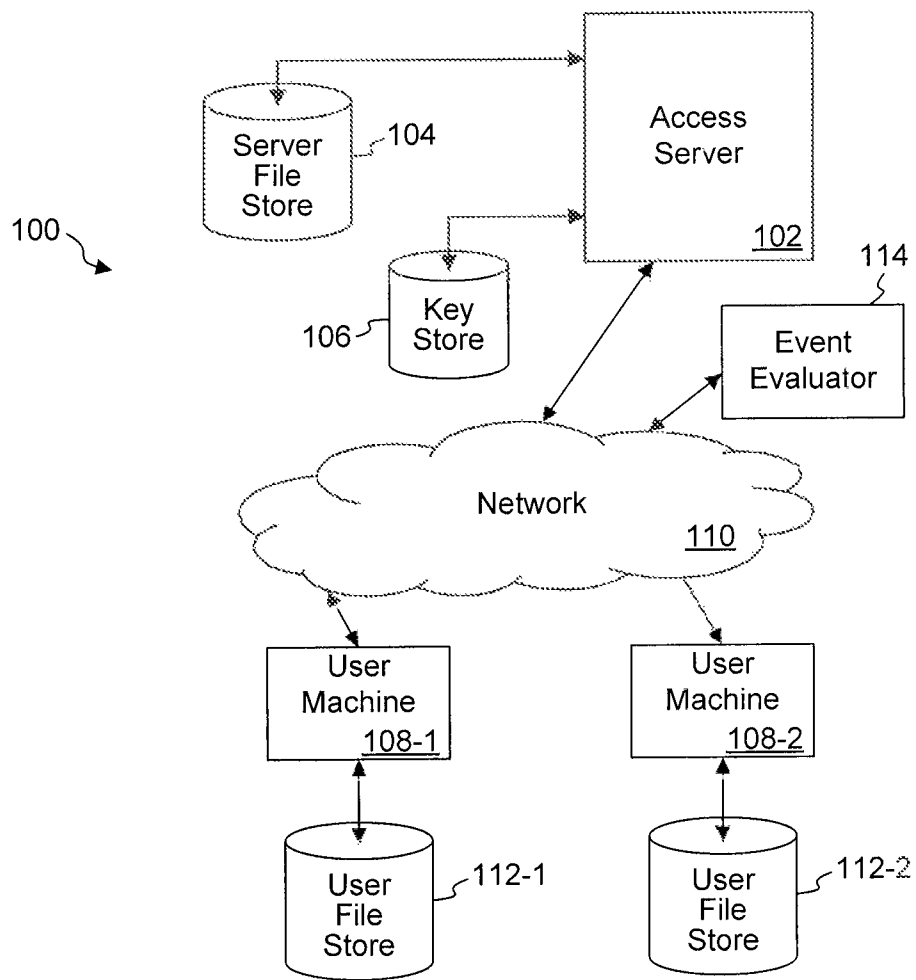 Access
Server
102
Server
File
Store
104
100
Key
Store
106
114
Event
Evaluator
Network
110
User
Machine
108-1
User
Machine
108-2
User
File
Store
112-1
User
File
Store
112-2